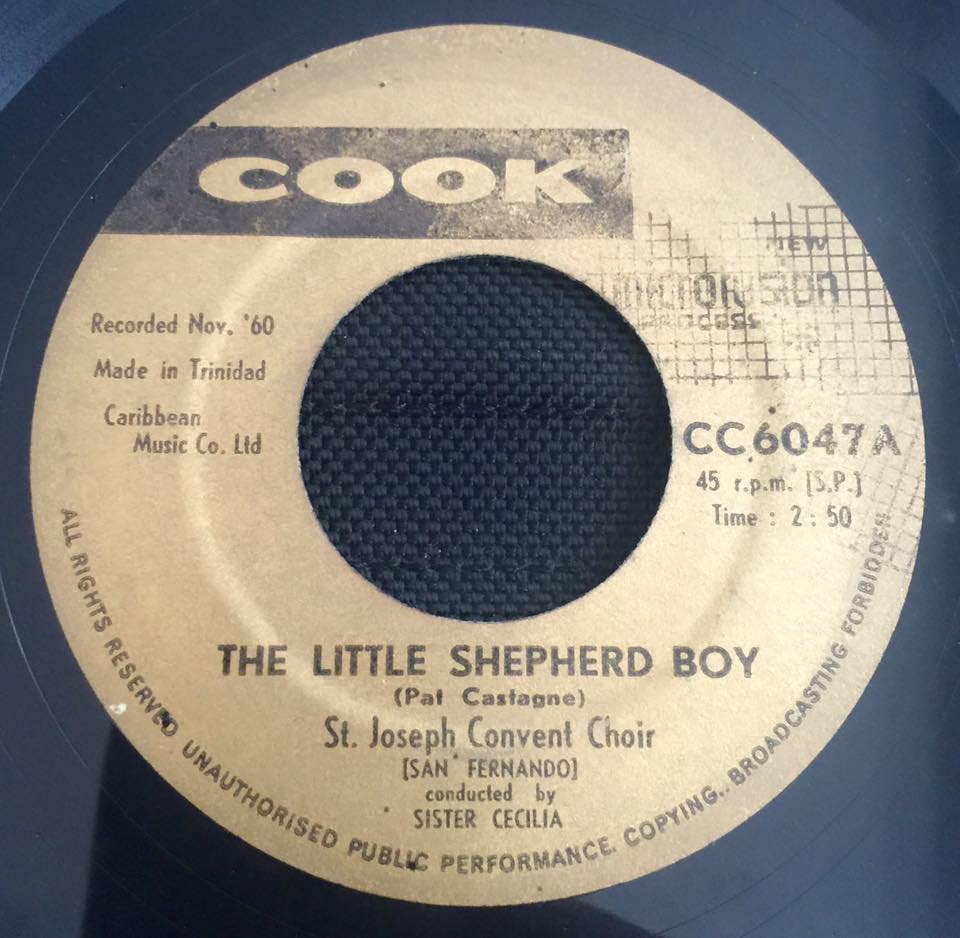 COOK
NEW
PROCESS
Recorded Nov. '60
Made in Trinidad
Caribbean
Music Co. Ltd
CC6047A
45 r.p.m. [S.P.]
Time : 2 : 50
THE LITTLE SHEPHERD BOY
(Pat Castagne)
St. Joseph Convent Choir
[SAN FERNANDO]
conducted by
SISTER CECILIA
ALL RIGHTS RESERVED UNAUTHORISED PUBLIC PERFORMANCE. COPYING.. BROADCASTING FORBIDDEN